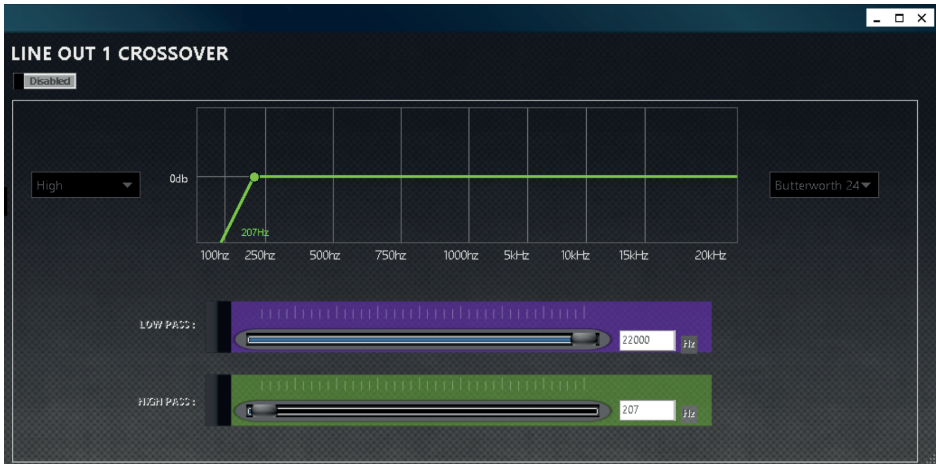 LINE OUT 1 CROSSOVER
Disabled
High
0db
Butterworth 24
207Hz
100hz 250hz 500hz 750hz 1000hz 5kHz 10kHz 15kHz 20kHz
LOW PASS : 22000 Hz
HIGH PASS : 207 Hz